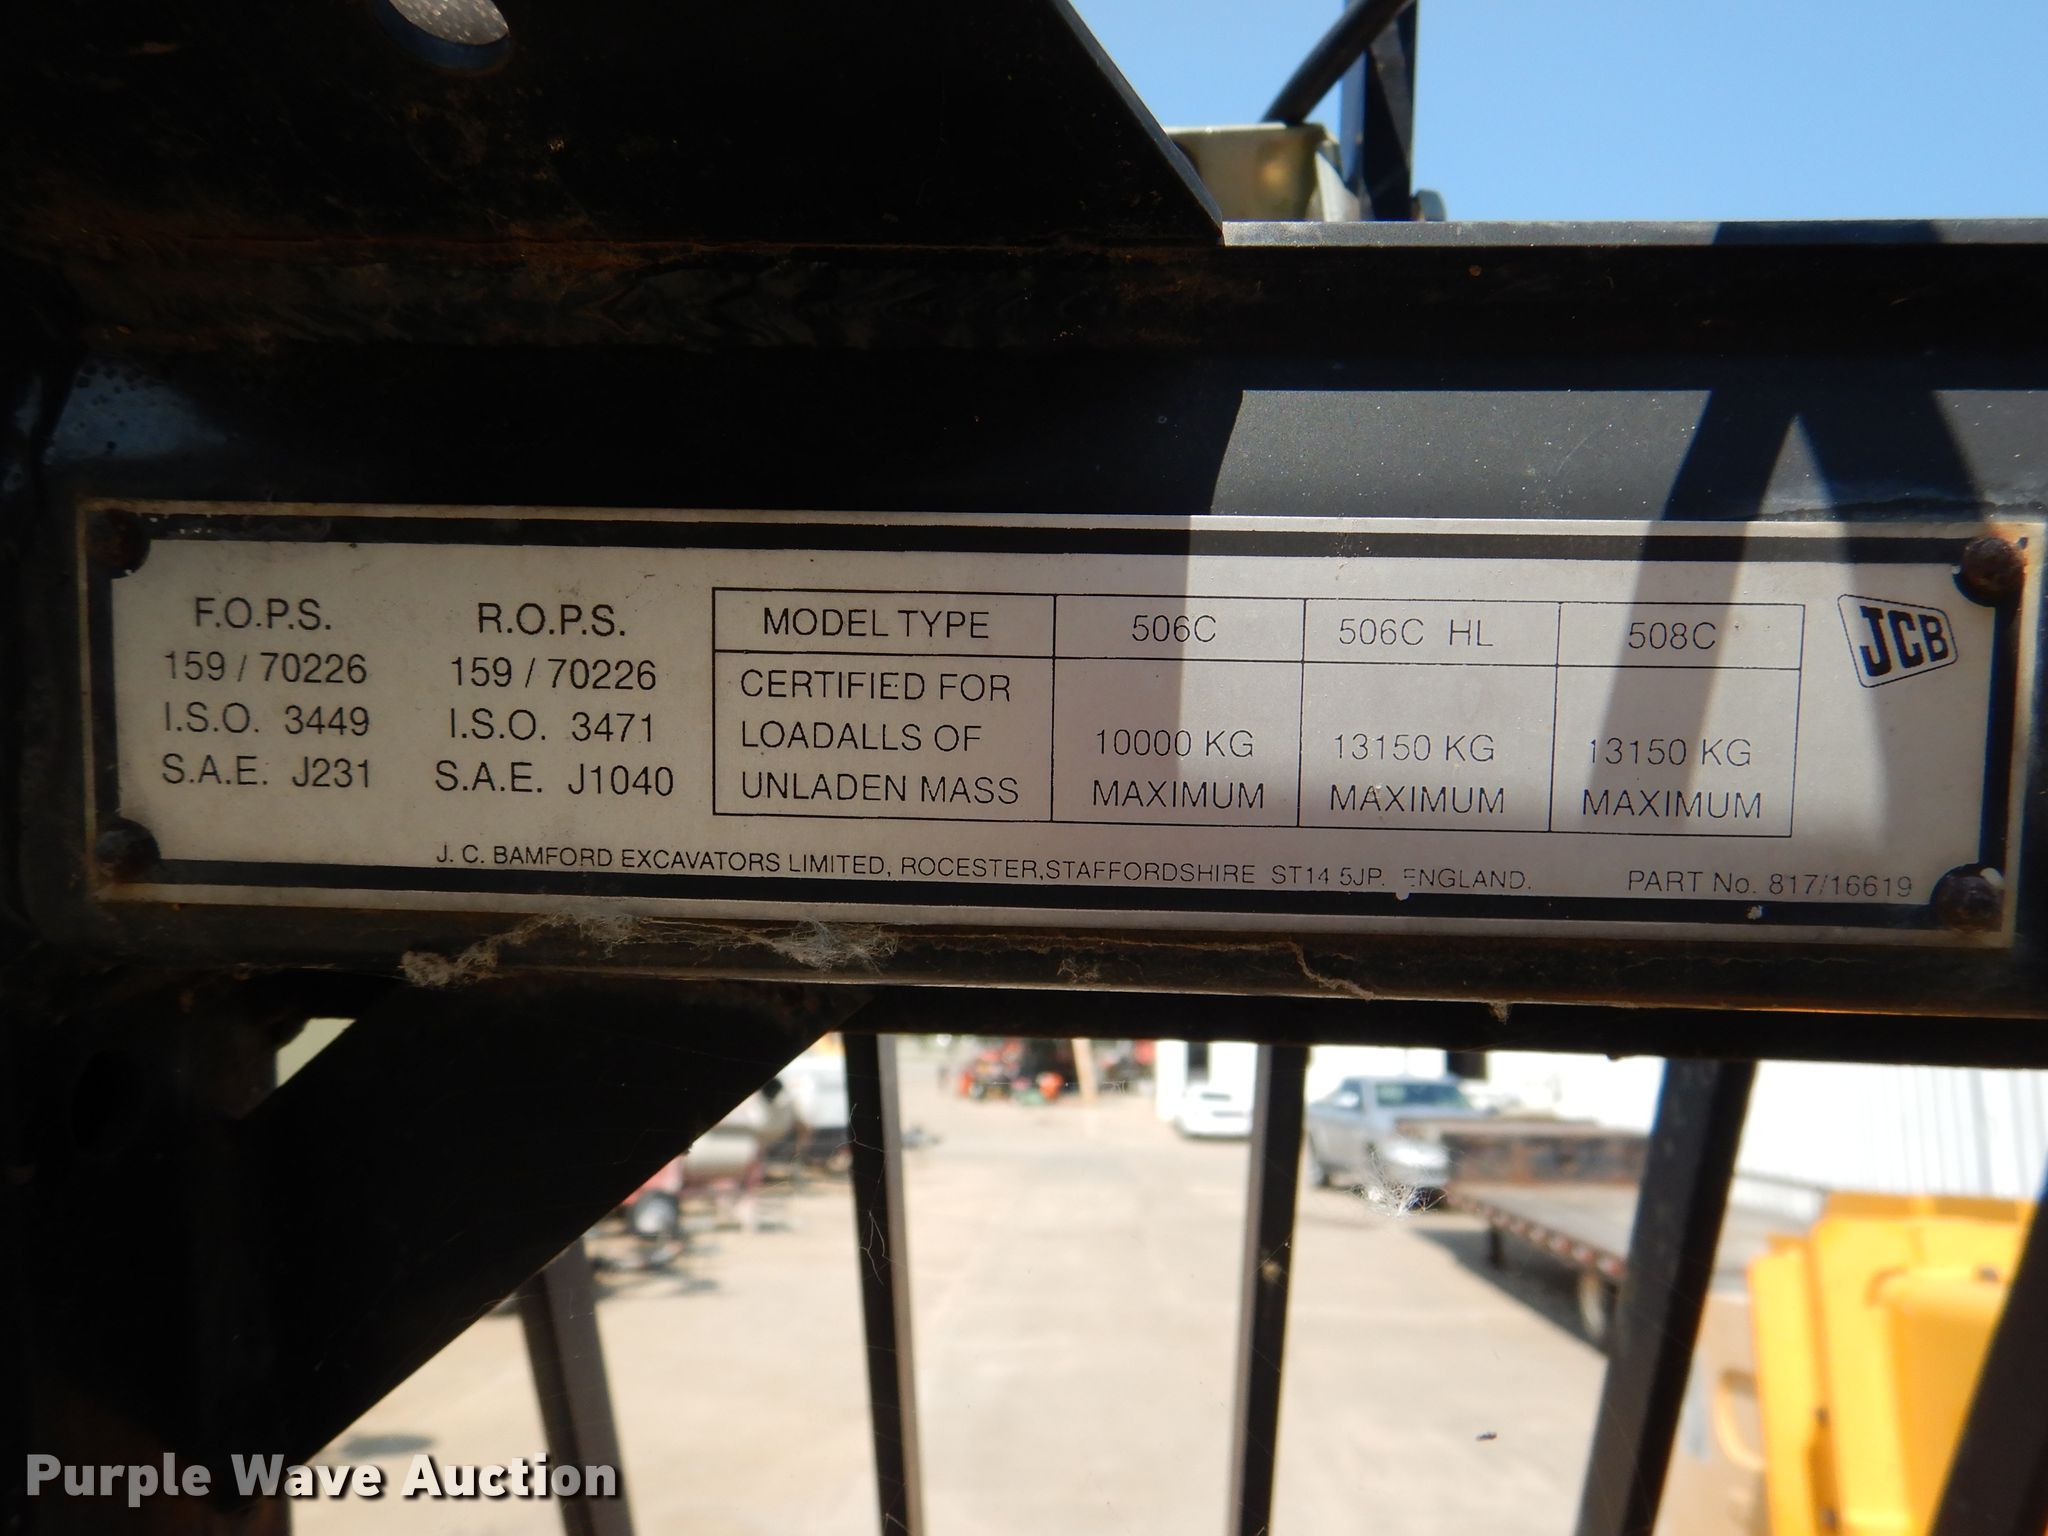 F.O.P.S.
159 / 70226
I.S.O. 3449
S.A.E. J231
R.O.P.S.
159 / 70226
I.S.O. 3471
S.A.E. J1040
MODEL TYPE 506C 506C HL 508C
CERTIFIED FOR
LOADALLS OF 10000 KG 13150 KG 13150 KG
UNLADEN MASS MAXIMUM MAXIMUM MAXIMUM
JCB
J. C. BAMFORD EXCAVATORS LIMITED, ROCESTER,STAFFORDSHIRE ST14 5JP. ENGLAND. PART No. 817/16619
Purple Wave Auction